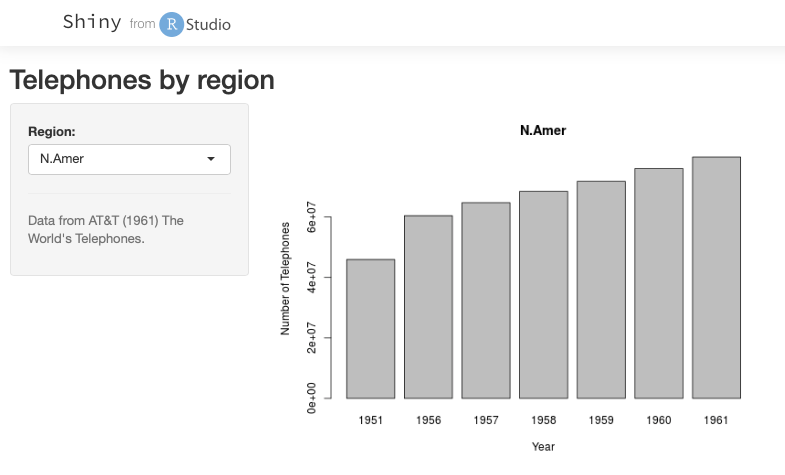 Shiny from R Studio
Telephones by region
Region:
N.Amer
Data from AT&T (1961) The
World's Telephones.
N.Amer
Number of Telephones
6e+07
4e+07
2e+07
0e+00
1951 1956 1957 1958 1959 1960 1961
Year